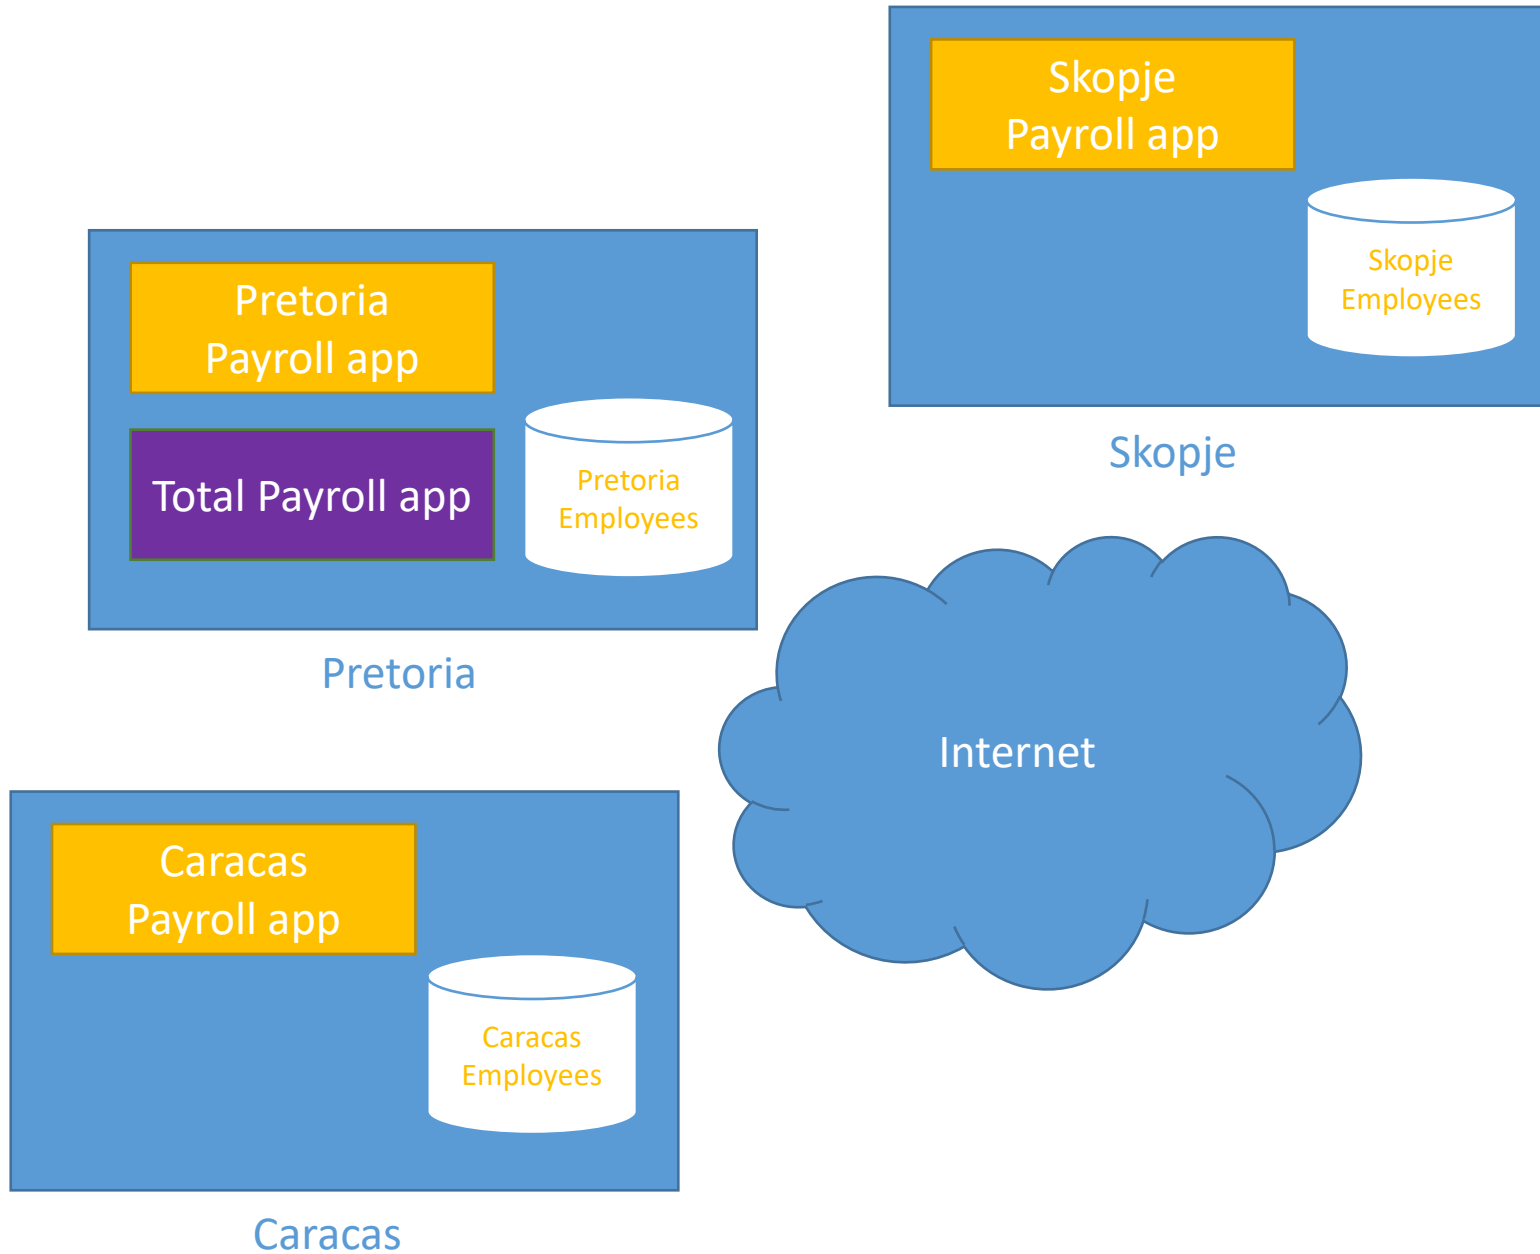 Skopje
Payroll app
Skopje
Employees
Skopje
Pretoria
Payroll app
Total Payroll app
Pretoria
Employees
Pretoria
Internet
Caracas
Payroll app
Caracas
Employees
Caracas